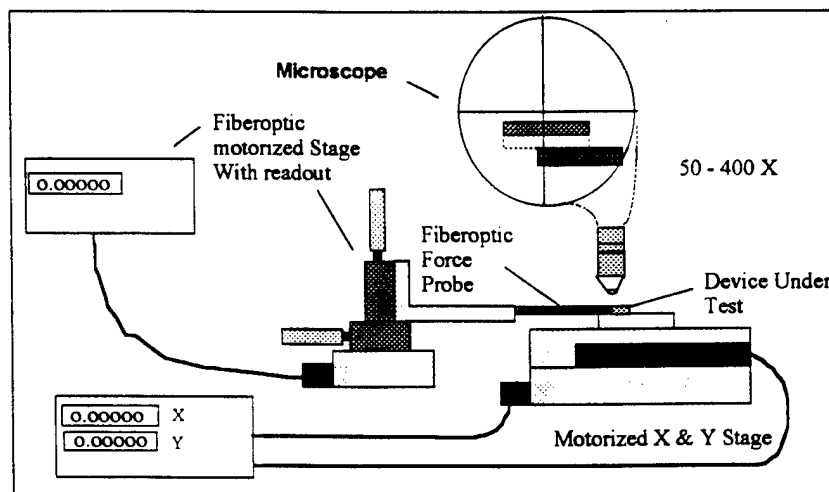 Microscope
Fiberoptic
motorized Stage
With readout
0.00000
50 - 400 X
Fiberoptic
Force
Probe
Device Under
Test
0.00000 X
0.00000 Y
Motorized X & Y Stage